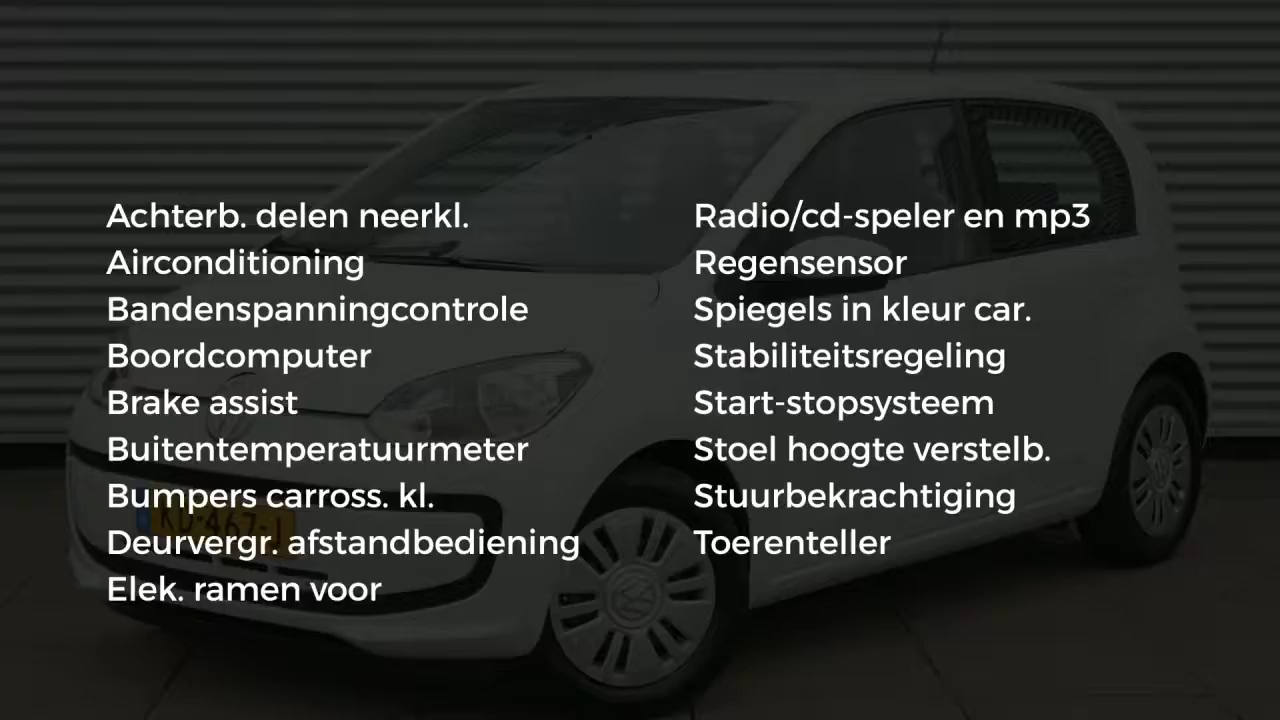 Achterb. delen neerkl.
Airconditioning
Bandenspanningcontrole
Boordcomputer
Brake assist
Buitentemperatuurmeter
Bumpers carross. kl.
Deurvergr. afstandbediening
Elek. ramen voor
Radio/cd-speler en mp3
Regensensor
Spiegels in kleur car.
Stabiliteitsregeling
Start-stopsysteem
Stoel hoogte verstelb.
Stuurbekrachtiging
Toerenteller